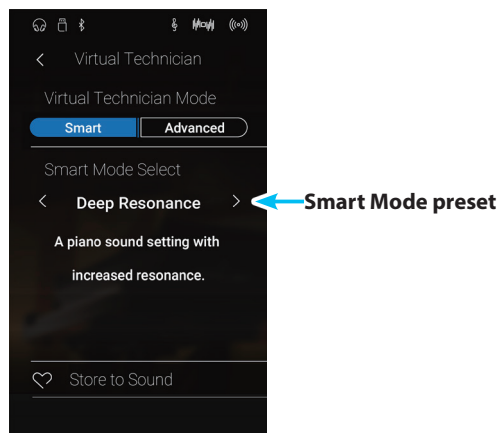 Virtual Technician
Virtual Technician Mode
Smart Advanced
Smart Mode Select
Deep Resonance
Smart Mode preset
A piano sound setting with
increased resonance.
Store to Sound